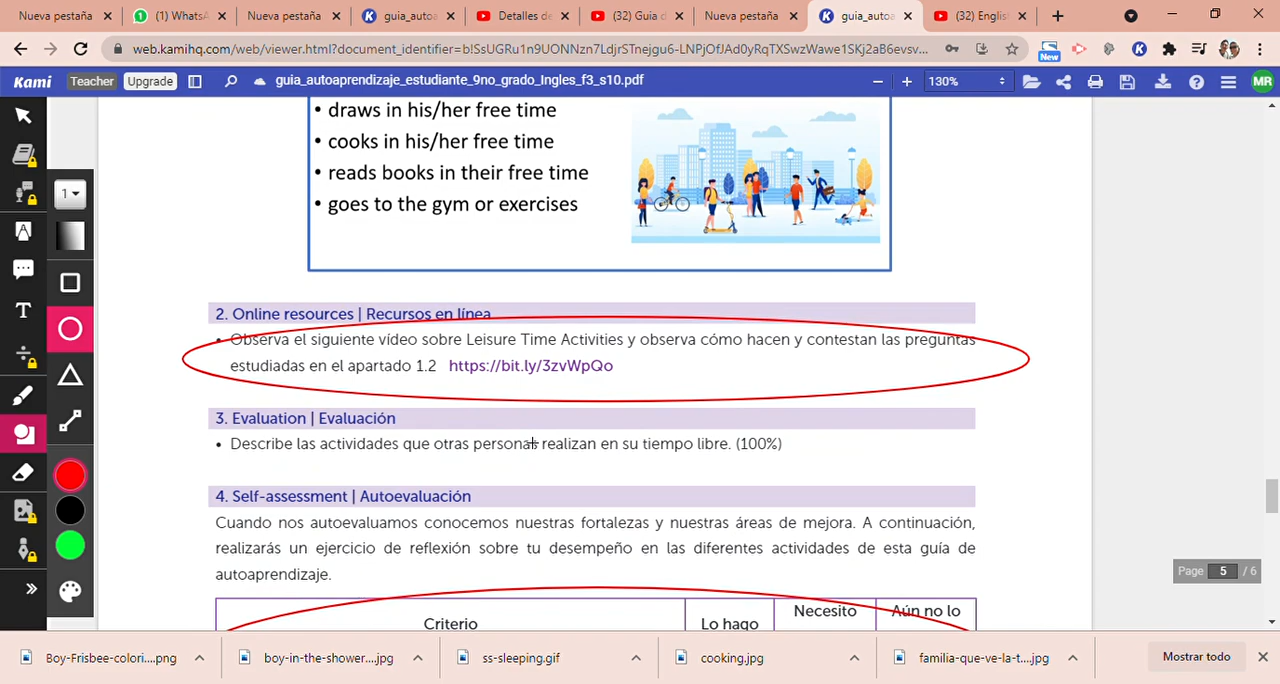 Nueva pestaña
(1) WhatsA
Nueva pestaña
guia_autoa
Detalles de
(32) Guia d
Nueva pestaña
guia_autoa
(32) Englis
web.kamihq.com/web/viewer.html?document_identifier=blSsUGRu1n9UONNzn7LdjrSTnejgu6-LNPjOfJAd0yRqTXSwzWawe1SKj2aB6evsv...
New
Kami
Teacher
Upgrade
guia_autoaprendizaje_estudiante_9no_grado_Ingles_f3_s10.pdf
130%
MR
1
• draws in his/her free time
• cooks in his/her free time
• reads books in their free time
• goes to the gym or exercises
2. Online resources | Recursos en línea
• Observa el siguiente vídeo sobre Leisure Time Activities y observa cómo hacen y contestan las preguntas
estudiadas en el apartado 1.2 https://bit.ly/3zvWpQo
3. Evaluation | Evaluación
• Describe las actividades que otras personas realizan en su tiempo libre. (100%)
4. Self-assessment | Autoevaluación
Cuando nos autoevaluamos conocemos nuestras fortalezas y nuestras áreas de mejora. A continuación,
realizarás un ejercicio de reflexión sobre tu desempeño en las diferentes actividades de esta guía de
autoaprendizaje.
Page 5 / 6
Criterio
Lo hago
Necesito
Aún no lo
Boy-Frisbee-colori....png
boy-in-the-shower....jpg
ss-sleeping.gif
cooking.jpg
familia-que-ve-la-t....jpg
Mostrar todo